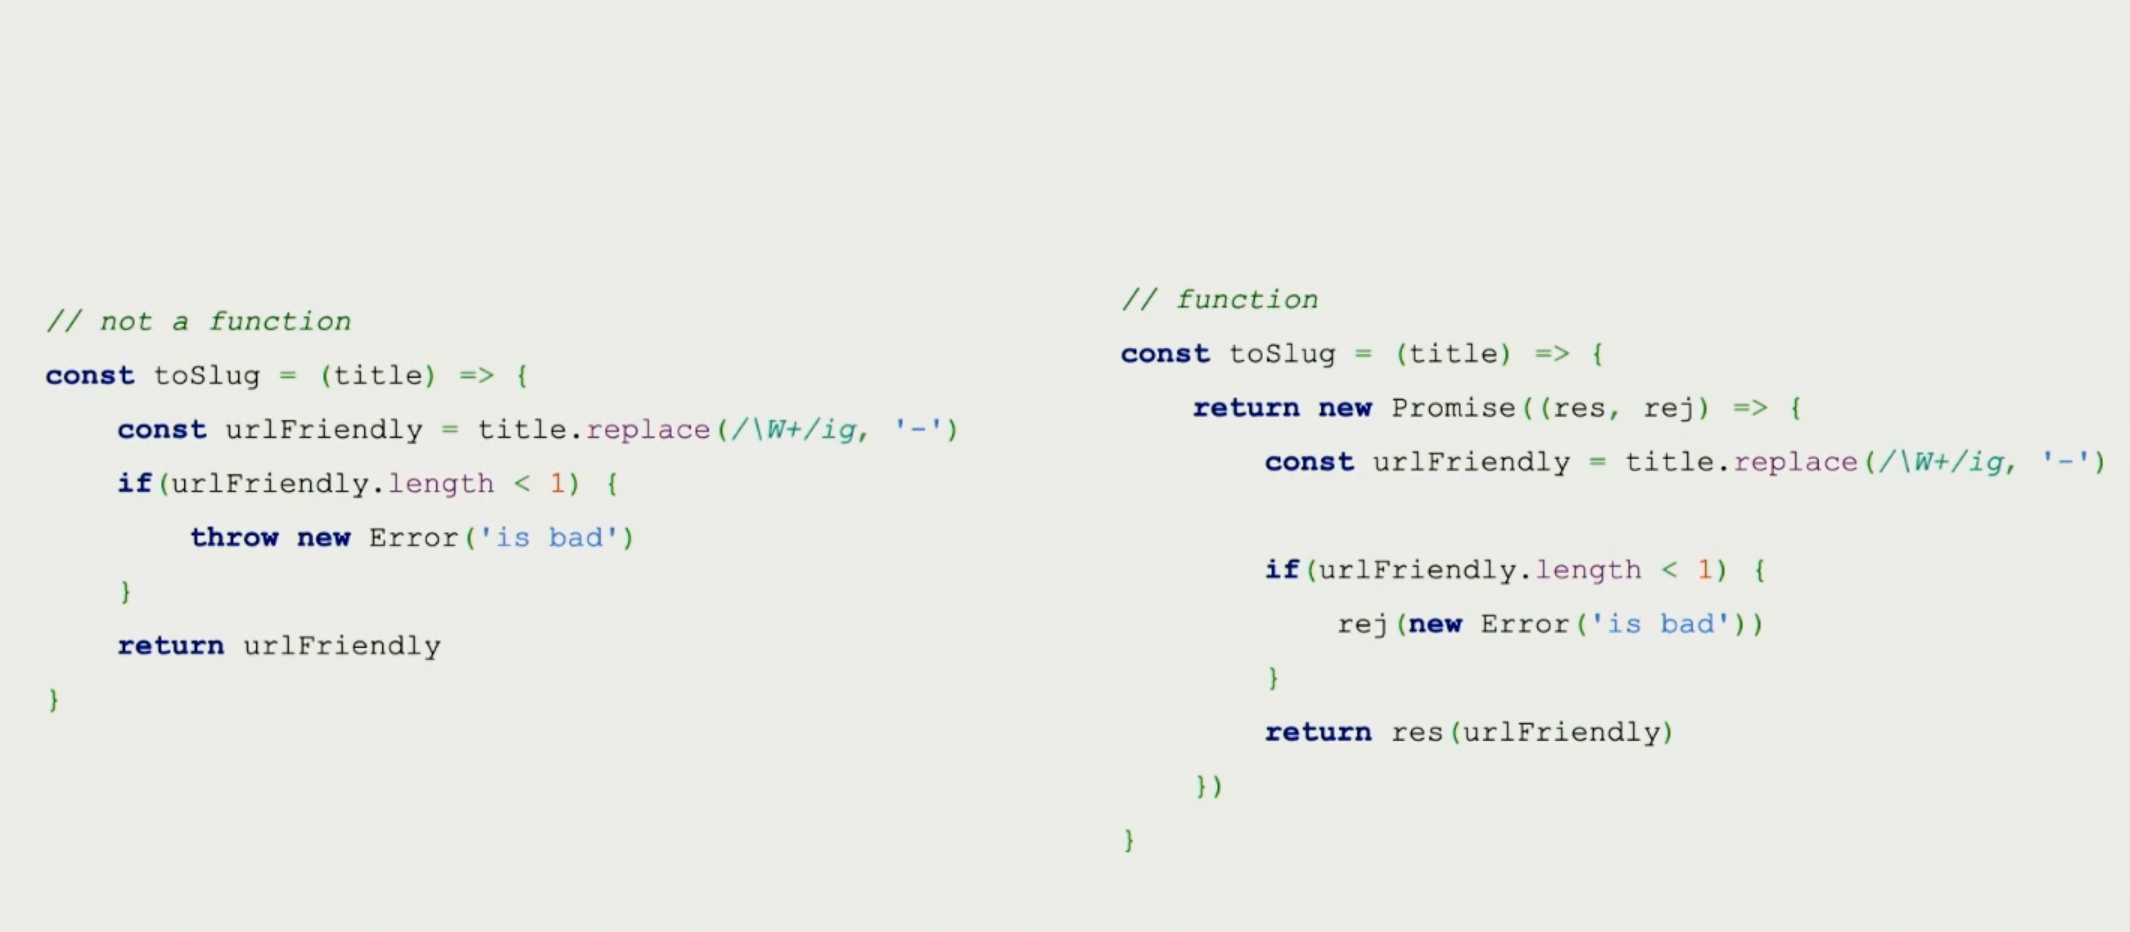 // not a function
const toSlug = (title) => {
    const urlFriendly = title.replace(/\W+/ig, '-')
    if(urlFriendly.length < 1) {
        throw new Error('is bad')
    }
    return urlFriendly
}
// function
const toSlug = (title) => {
    return new Promise((res, rej) => {
        const urlFriendly = title.replace(/\W+/ig, '-')
        if(urlFriendly.length < 1) {
            rej(new Error('is bad'))
        }
        return res(urlFriendly)
    })
}